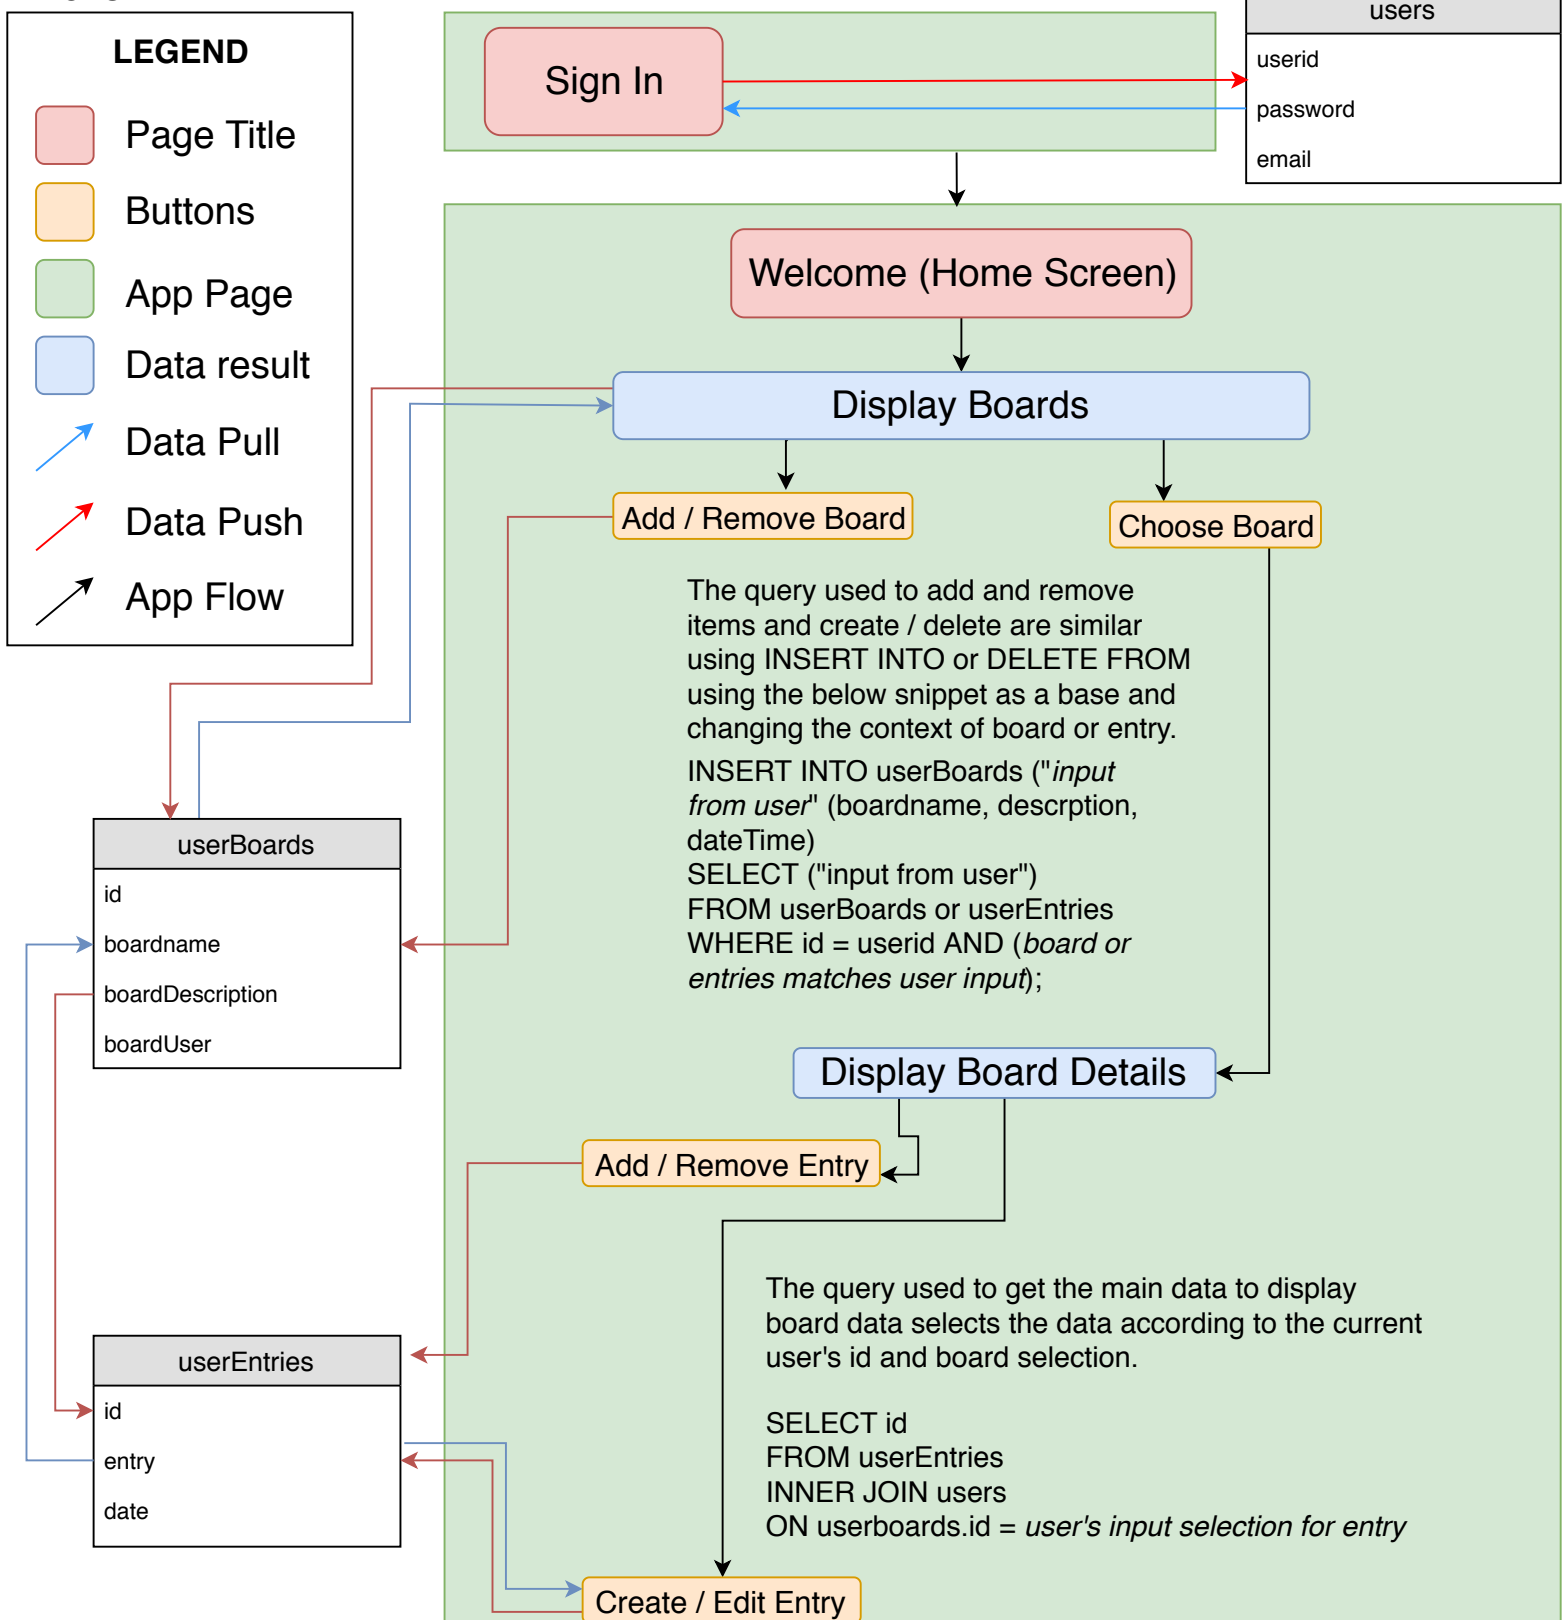 LEGEND
Page Title
Buttons
App Page
Data result
Data Pull
Data Push
App Flow
Sign In
users
userid
password
email
Welcome (Home Screen)
Display Boards
Add / Remove Board
Choose Board
The query used to add and remove
items and create / delete are similar
using INSERT INTO or DELETE FROM
using the below snippet as a base and
changing the context of board or entry.
INSERT INTO userBoards ("input
from user" (boardname, descrption,
dateTime)
SELECT ("input from user")
FROM userBoards or userEntries
WHERE id = userid AND (board or
entries matches user input);
userBoards
id
boardname
boardDescription
boardUser
Display Board Details
Add / Remove Entry
The query used to get the main data to display
board data selects the data according to the current
user's id and board selection.
SELECT id
FROM userEntries
INNER JOIN users
ON userboards.id = user's input selection for entry
userEntries
id
entry
date
Create / Edit Entry